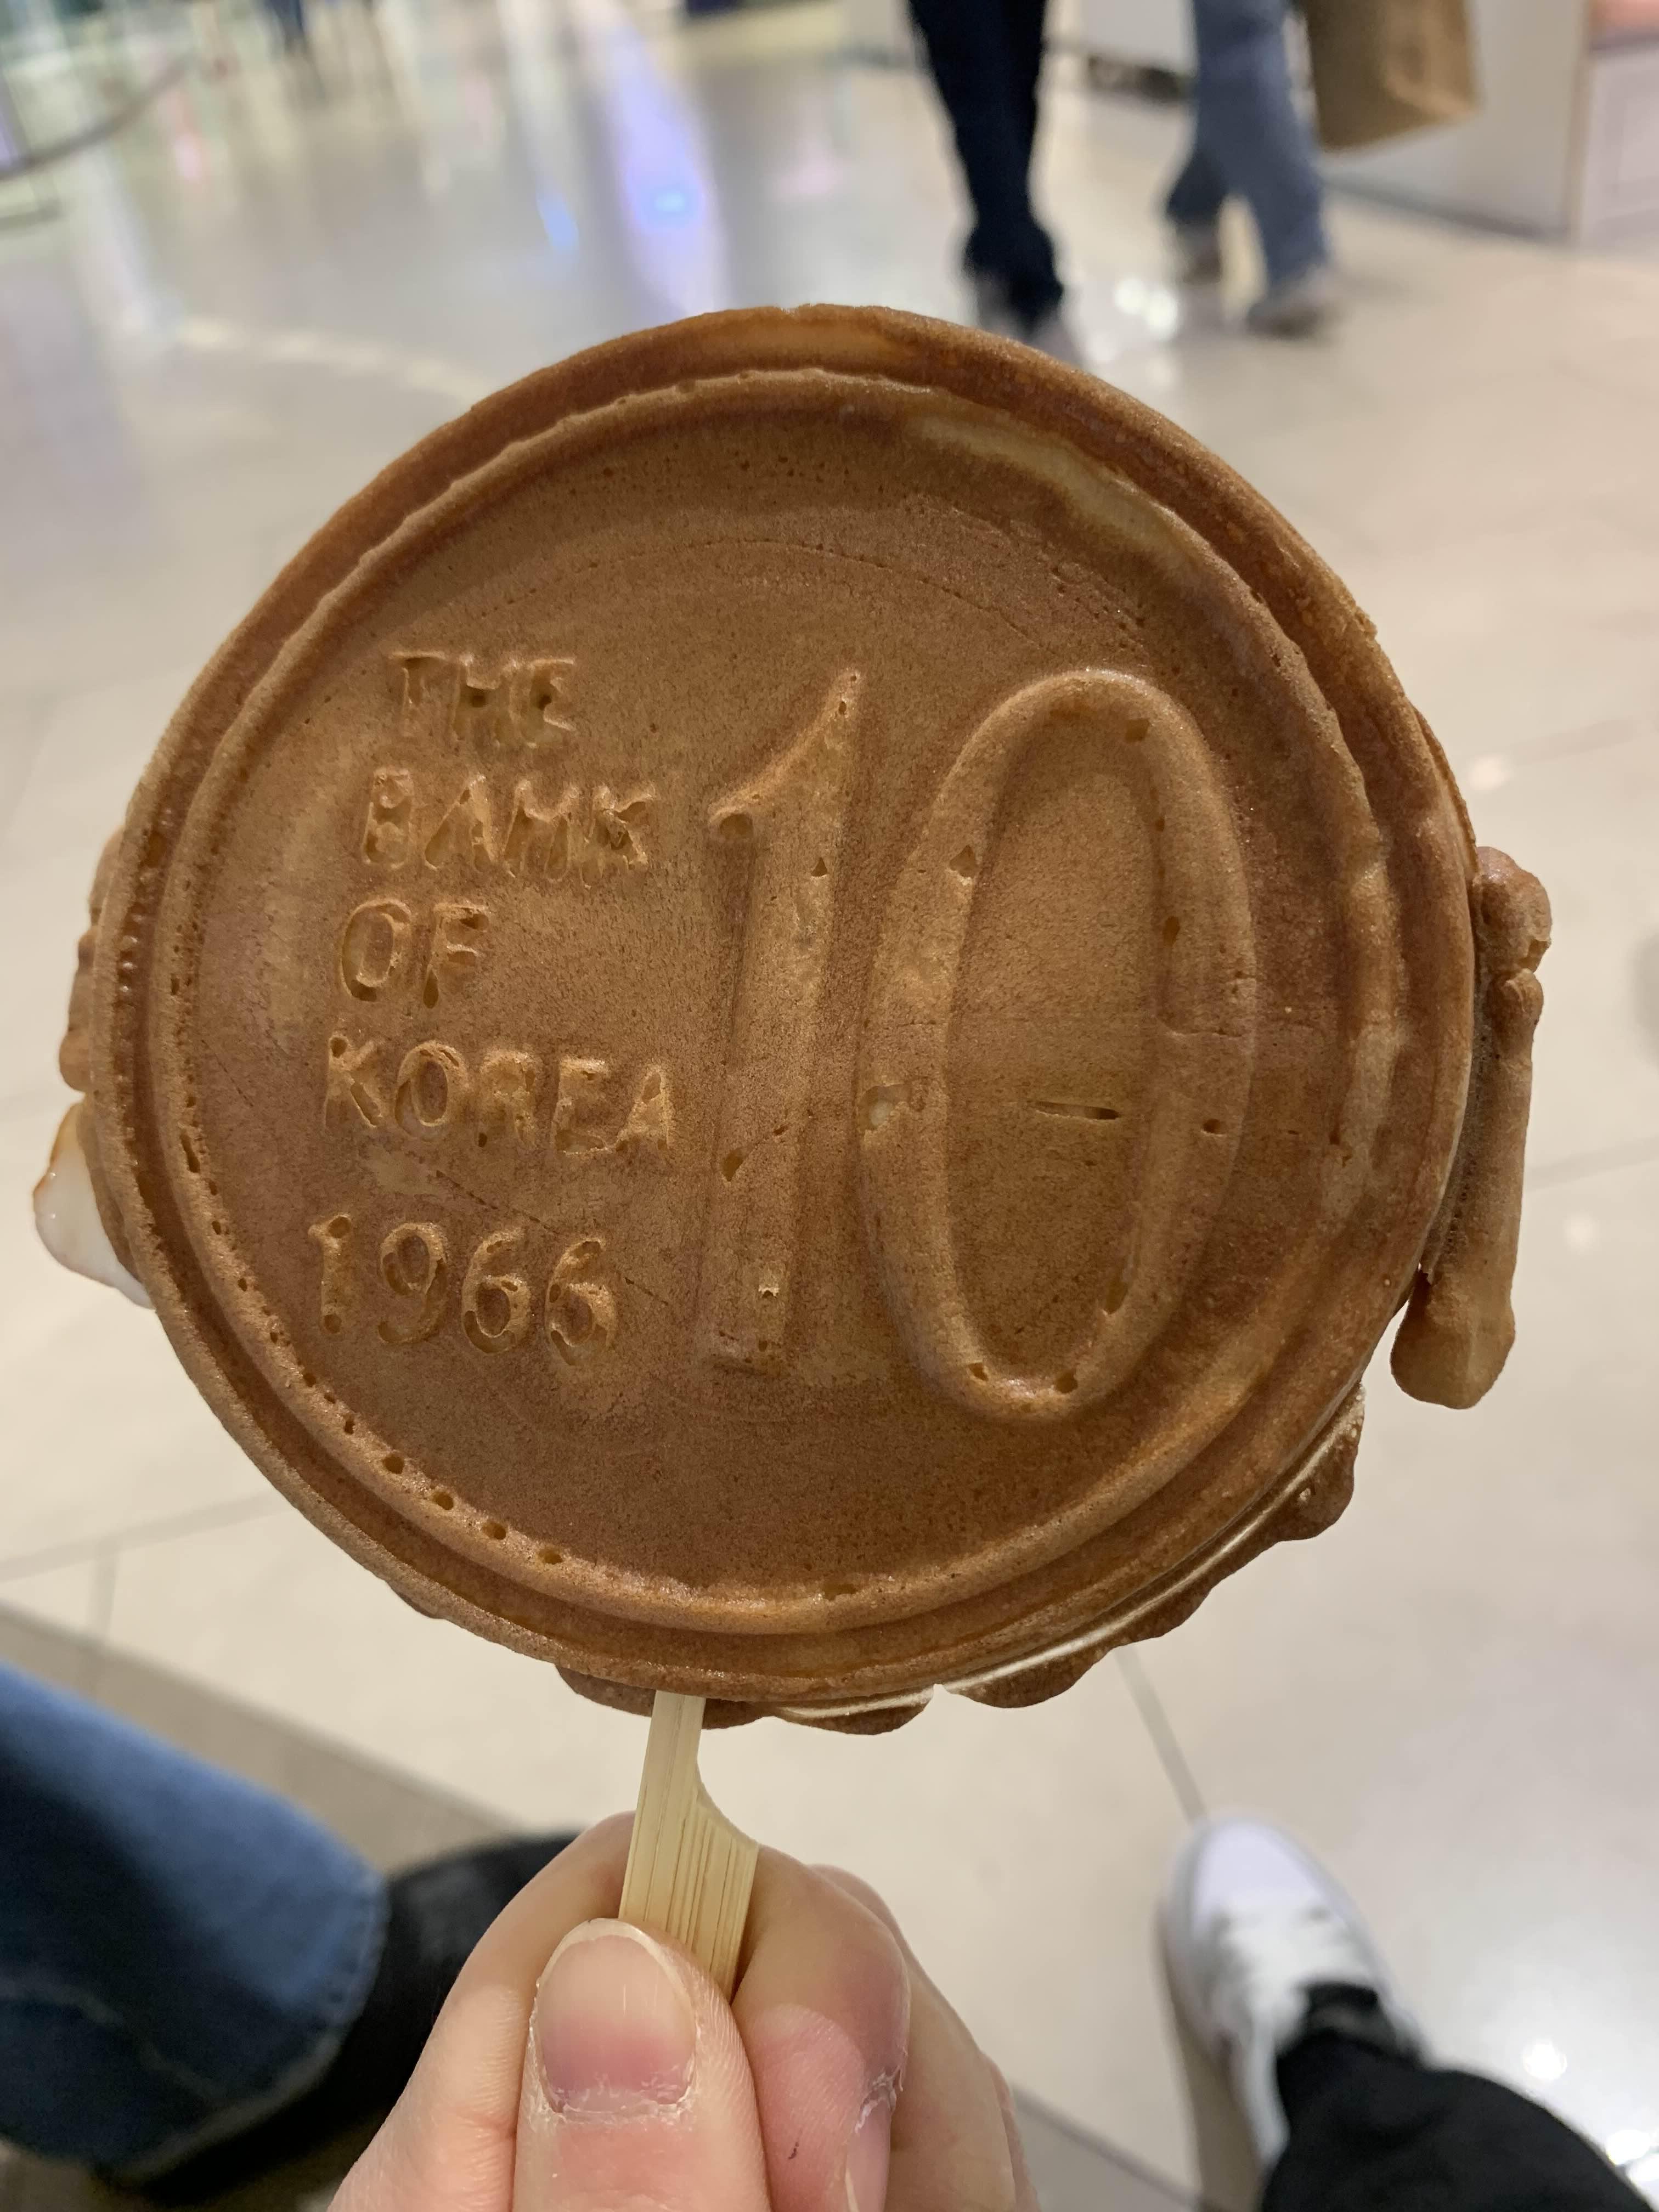 THE
BANK
OF
KOREA
1966
10